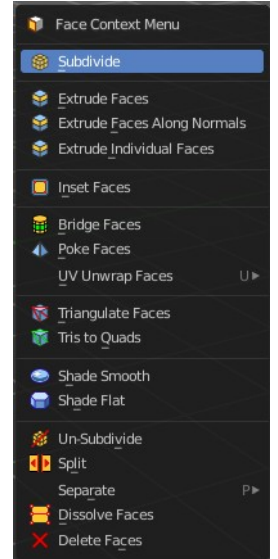 Face Context Menu
Subdivide
Extrude Faces
Extrude Faces Along Normals
Extrude Individual Faces
Inset Faces
Bridge Faces
Poke Faces
UV Unwrap Faces U▶
Triangulate Faces
Tris to Quads
Shade Smooth
Shade Flat
Un-Subdivide
Split
Separate P▶
Dissolve Faces
Delete Faces